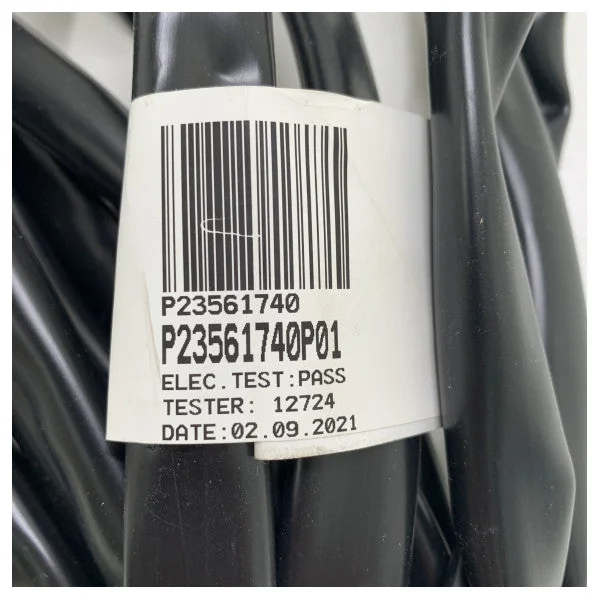 P23561740
P23561740P01
ELEC.TEST:PASS
TESTER: 12724
DATE:02.09.2021